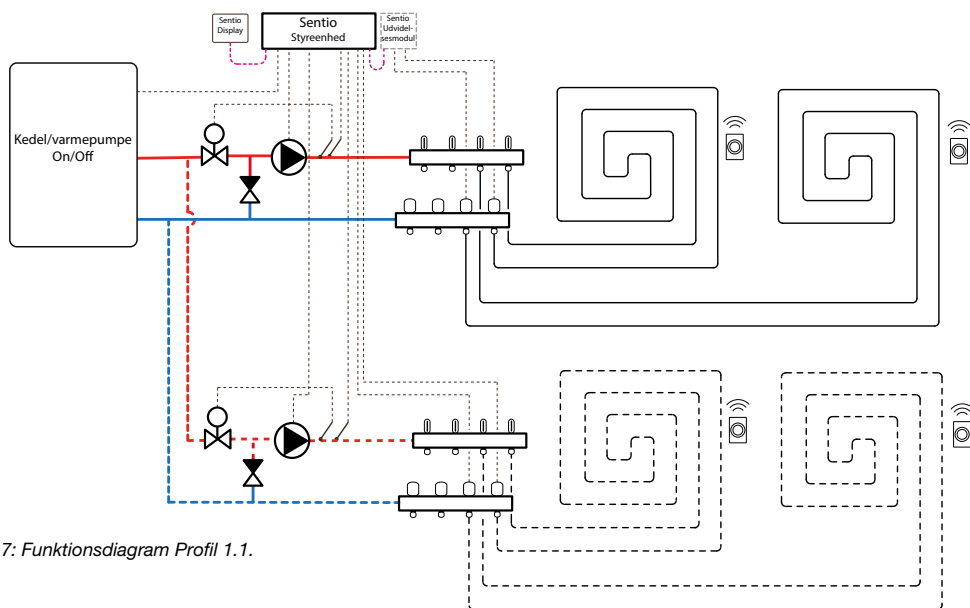 Sentio
Display
Sentio
Styreenhed
Sentio
Udvidel-
sesmodul
Kedel/varmepumpe
On/Off
7: Funktionsdiagram Profil 1.1.